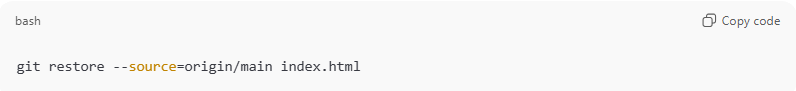 bash
Copy code
git restore --source=origin/main index.html